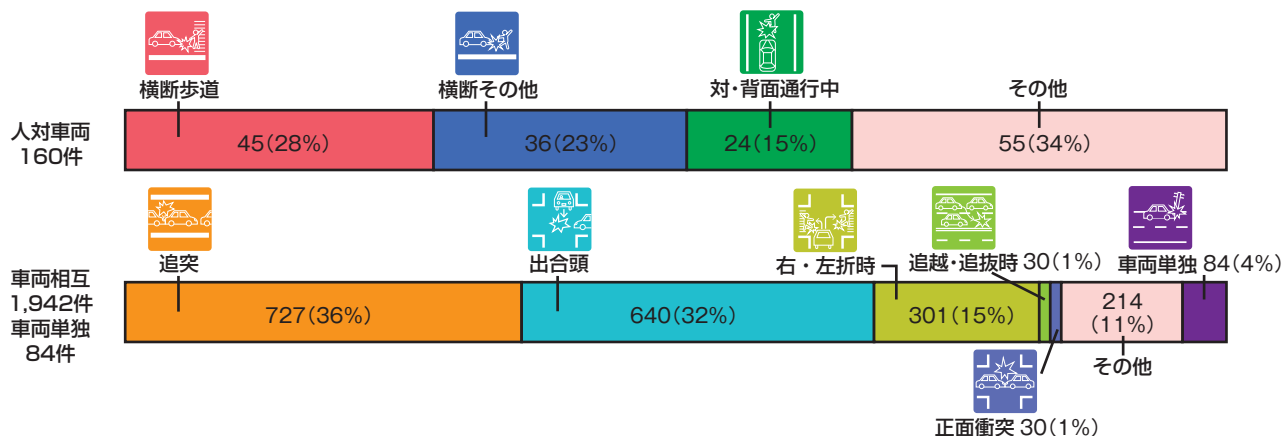 横断歩道
横断その他
対・背面通行中
その他
人対車両
160件
45(28%)
36(23%)
24(15%)
55(34%)
追突
出合頭
右・左折時
追越・追抜時 30(1%)
車両単独 84(4%)
車両相互
1,942件
車両単独
84件
727(36%)
640(32%)
301(15%)
214
(11%)
その他
正面衝突 30(1%)